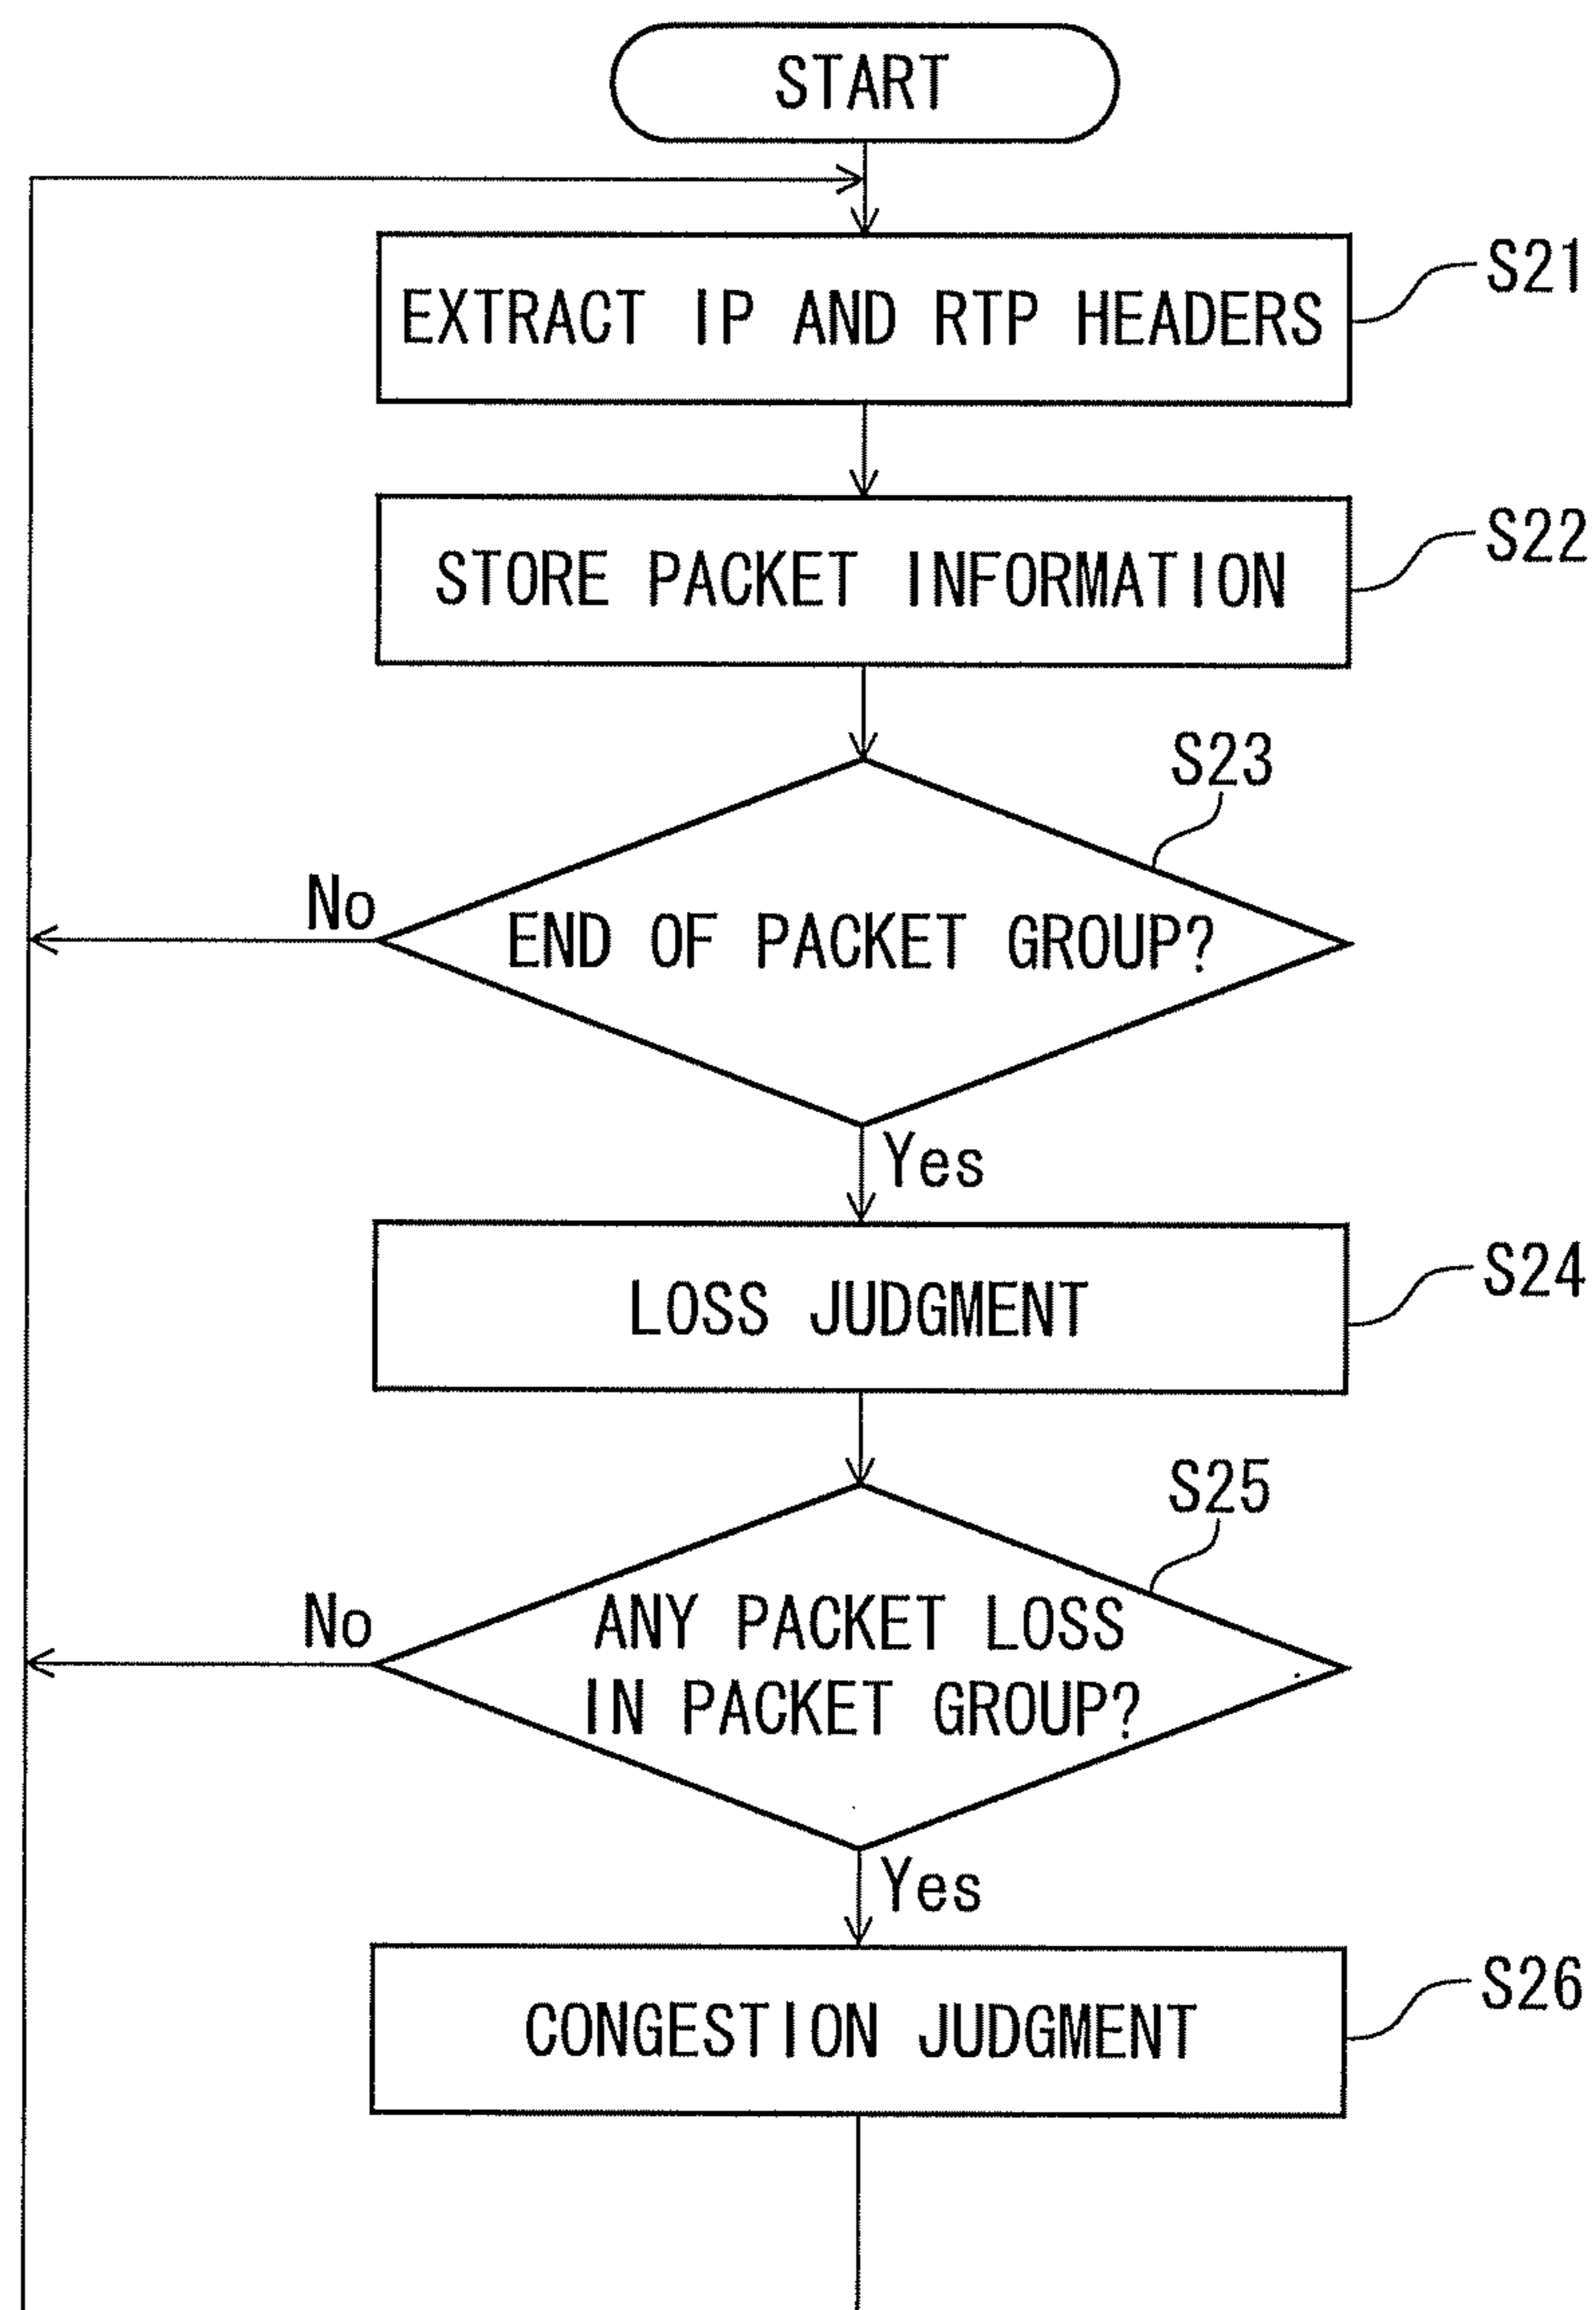 START
EXTRACT IP AND RTP HEADERS
S21
STORE PACKET INFORMATION
S22
S23
No
END OF PACKET GROUP?
Yes
LOSS JUDGMENT
S24
S25
No
ANY PACKET LOSS
IN PACKET GROUP?
Yes
CONGESTION JUDGMENT
S26